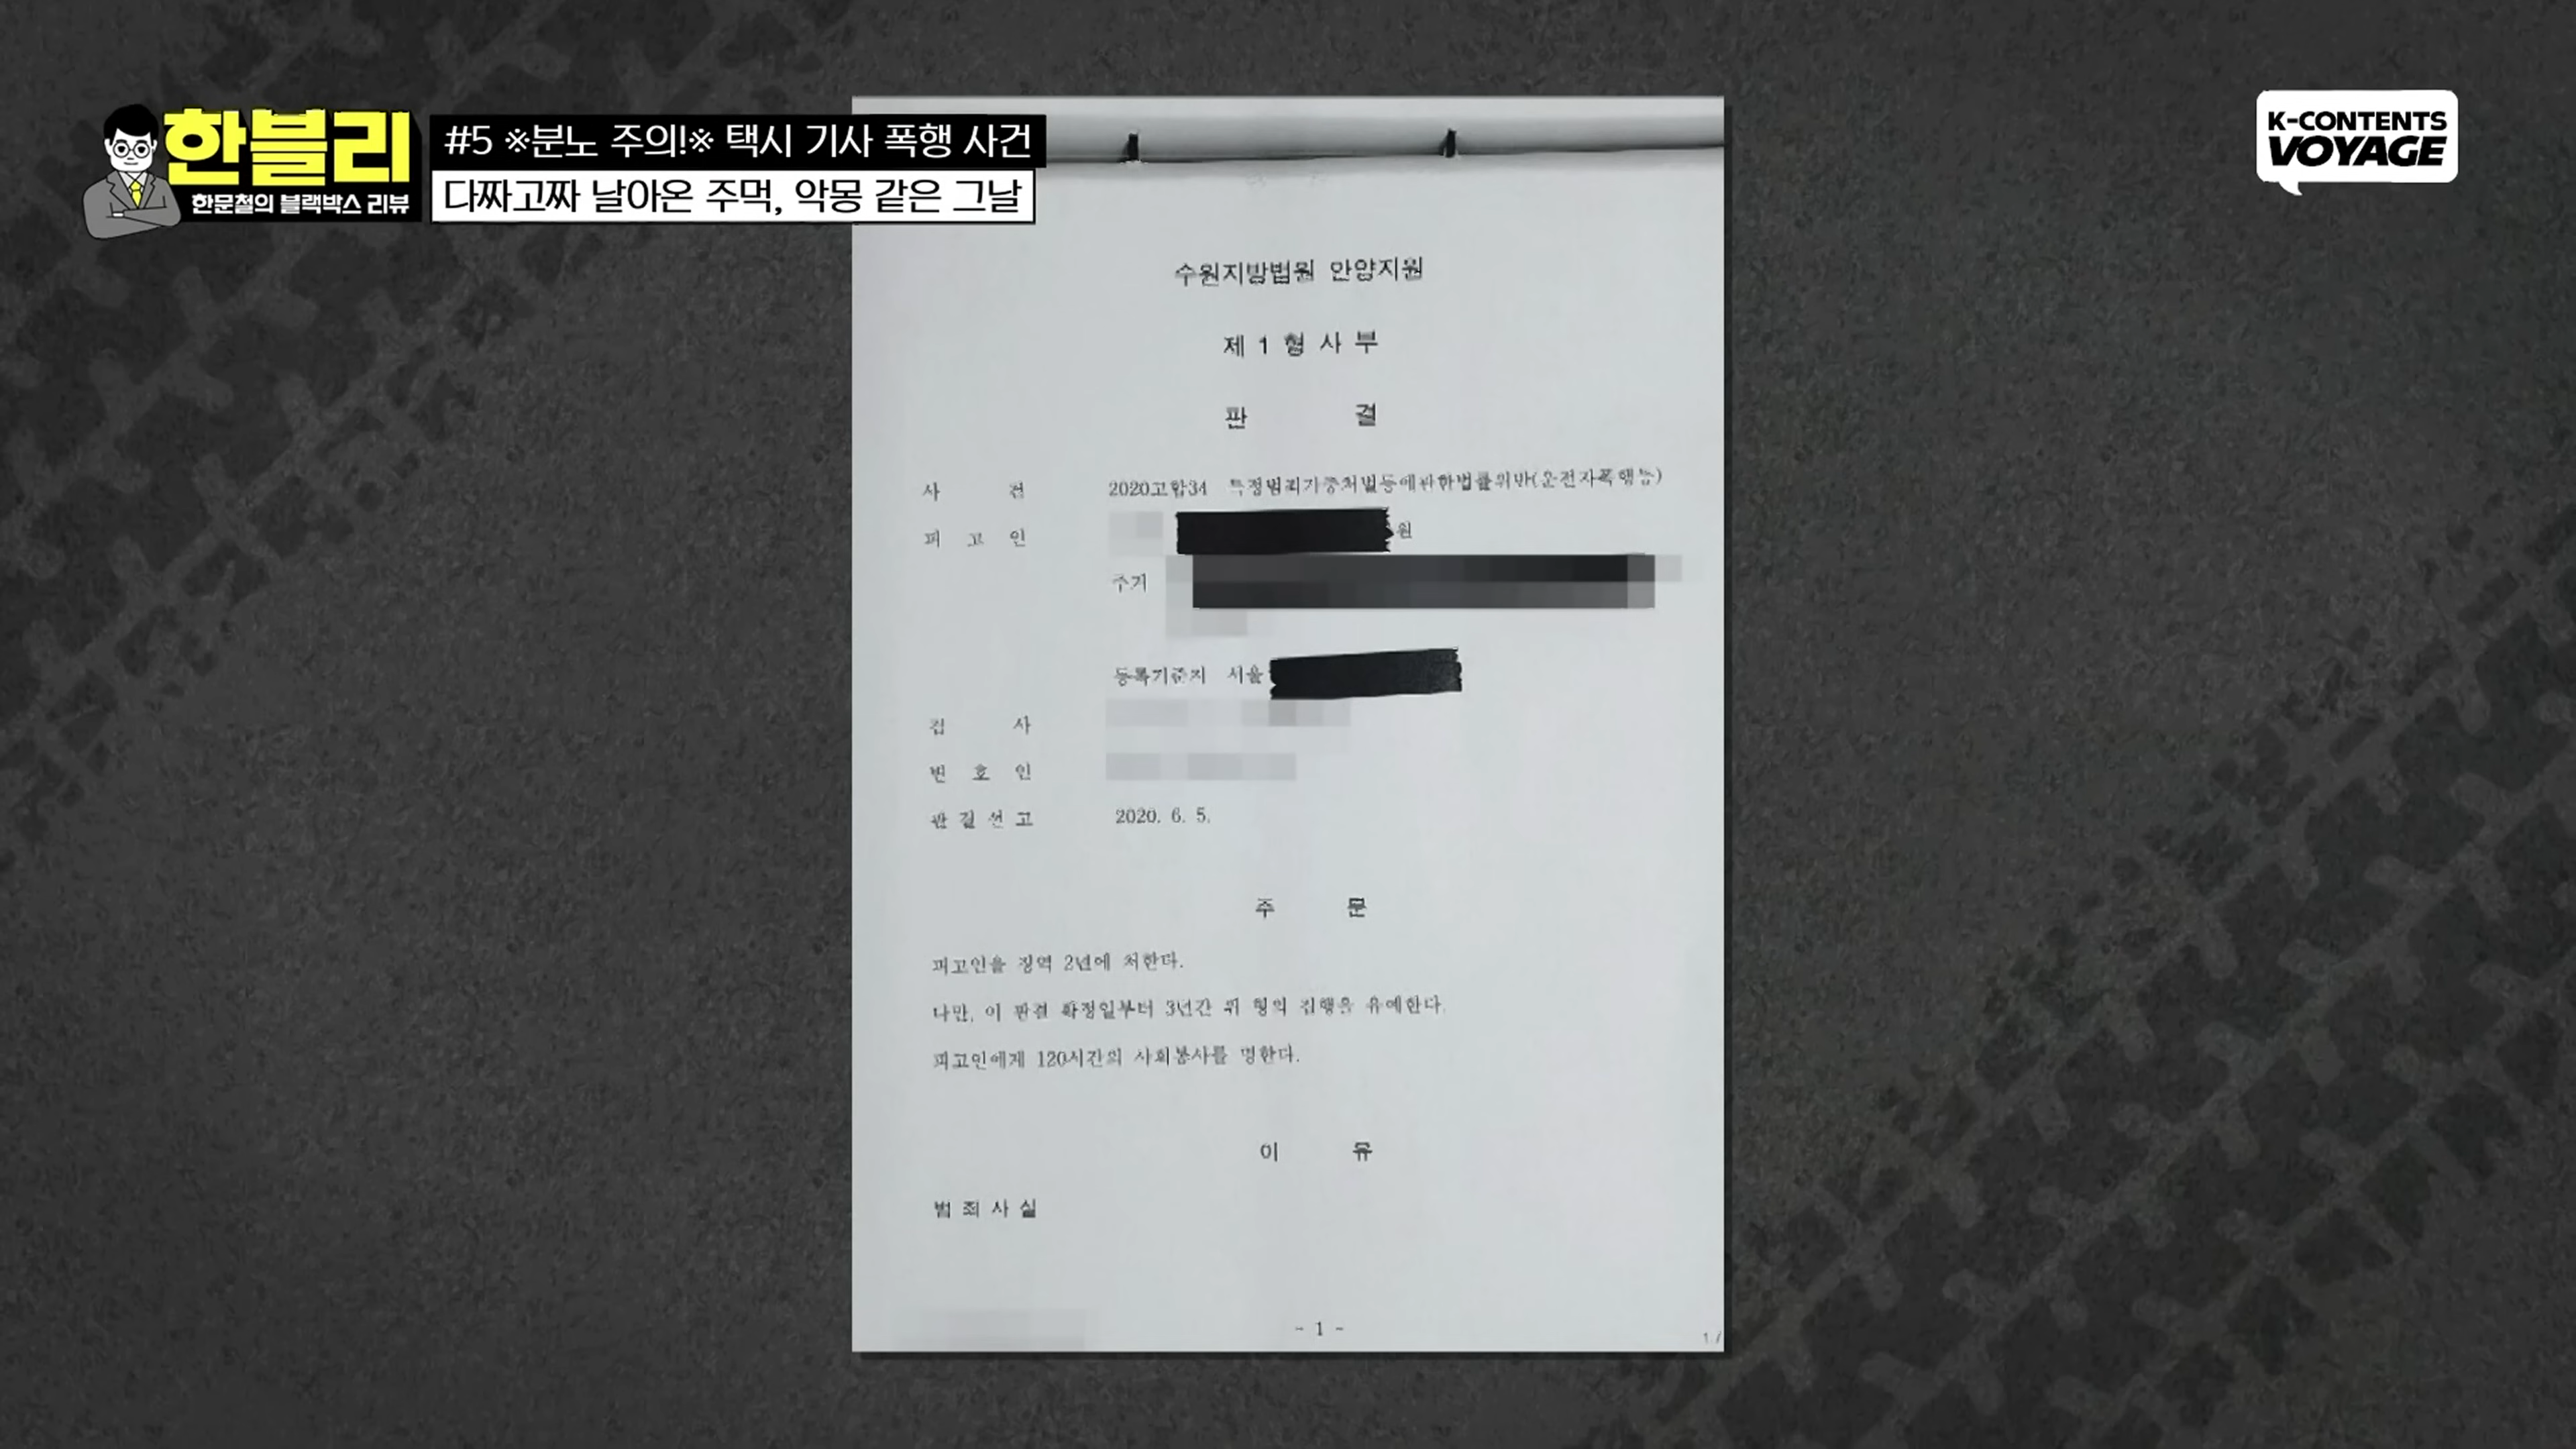 한블리
한문철의 블랙박스 리뷰
#5 ※분노 주의!※ 택시 기사 폭행 사건
다짜고짜 날아온 주먹, 악몽 같은 그날
K-CONTENTS
VOYAGE
수원지방법원 안양지원
제 1 형 사 부
판 결
사 건 2020고합34 특정범죄가중처벌등에관한법률위반(운전자폭행등)
피 고 인 원
주거
등록기준지 서울
검 사
변 호 인
판 결 선 고 2020. 6. 5.
주 문
피고인을 징역 2년에 처한다.
다만, 이 판결 확정일부터 3년간 위 형의 집행을 유예한다.
피고인에게 120시간의 사회봉사를 명한다.
이 유
범 죄 사 실
- 1 -
1 /